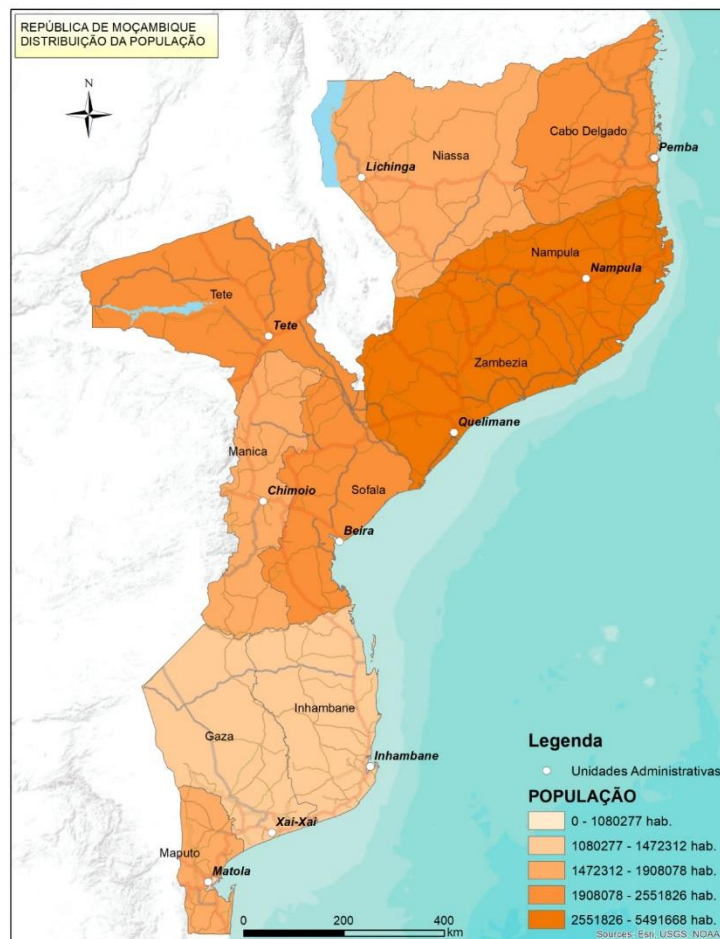 REPÚBLICA DE MOÇAMBIQUE
DISTRIBUIÇÃO DA POPULAÇÃO
N
Cabo Delgado
Pemba
Niassa
Lichinga
Nampula
Nampula
Tete
Tete
Zambezia
Quelimane
Manica
Chimoio
Sofala
Beira
Inhambane
Gaza
Inhambane
Xai-Xai
Maputo
Matola
Legenda
Unidades Administrativas
POPULAÇÃO
0 - 1080277 hab.
1080277 - 1472312 hab.
1472312 - 1908078 hab.
1908078 - 2551826 hab.
2551826 - 5491668 hab.
0 200 400
km
Sources: Esri, USGS, NOAA